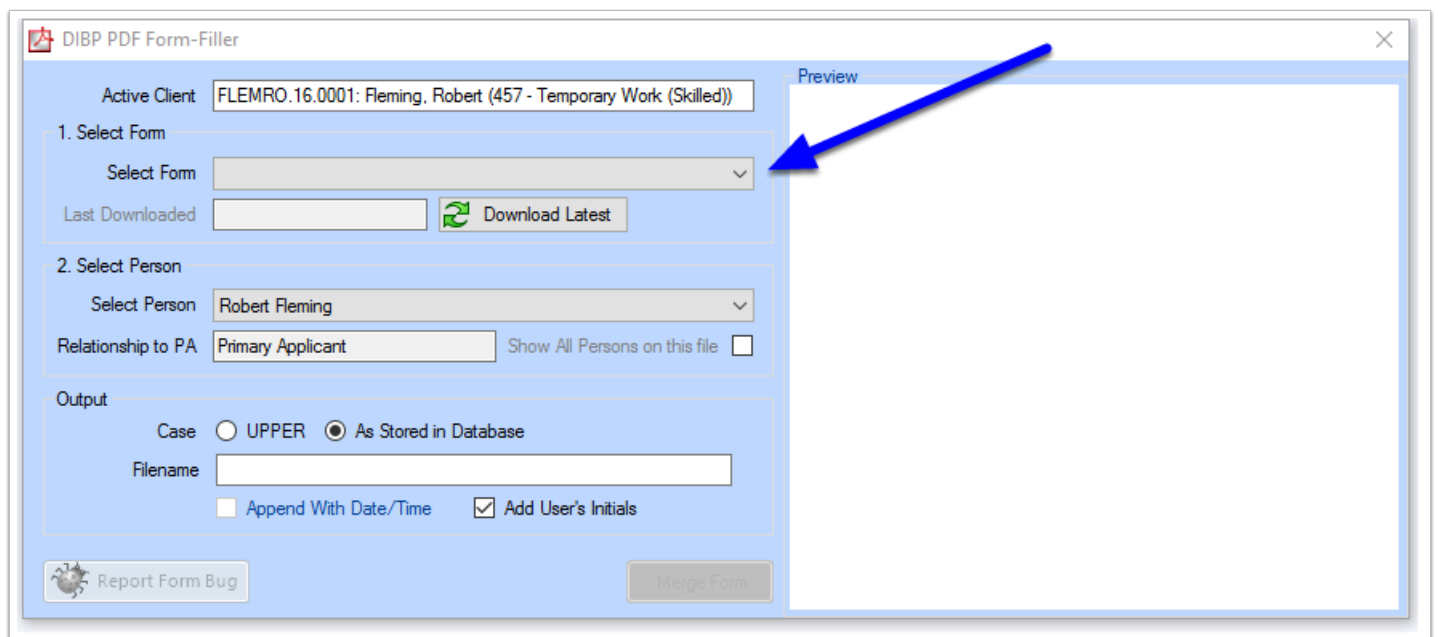 DIBP PDF Form-Filler
Preview
Active Client FLEMRO.16.0001: Fleming, Robert (457 - Temporary Work (Skilled))
1. Select Form
Select Form
Last Downloaded Download Latest
2. Select Person
Select Person Robert Fleming
Relationship to PA Primary Applicant Show All Persons on this file
Output
Case UPPER As Stored in Database
Filename
Append With Date/Time Add User's Initials
Report Form Bug Merge Form